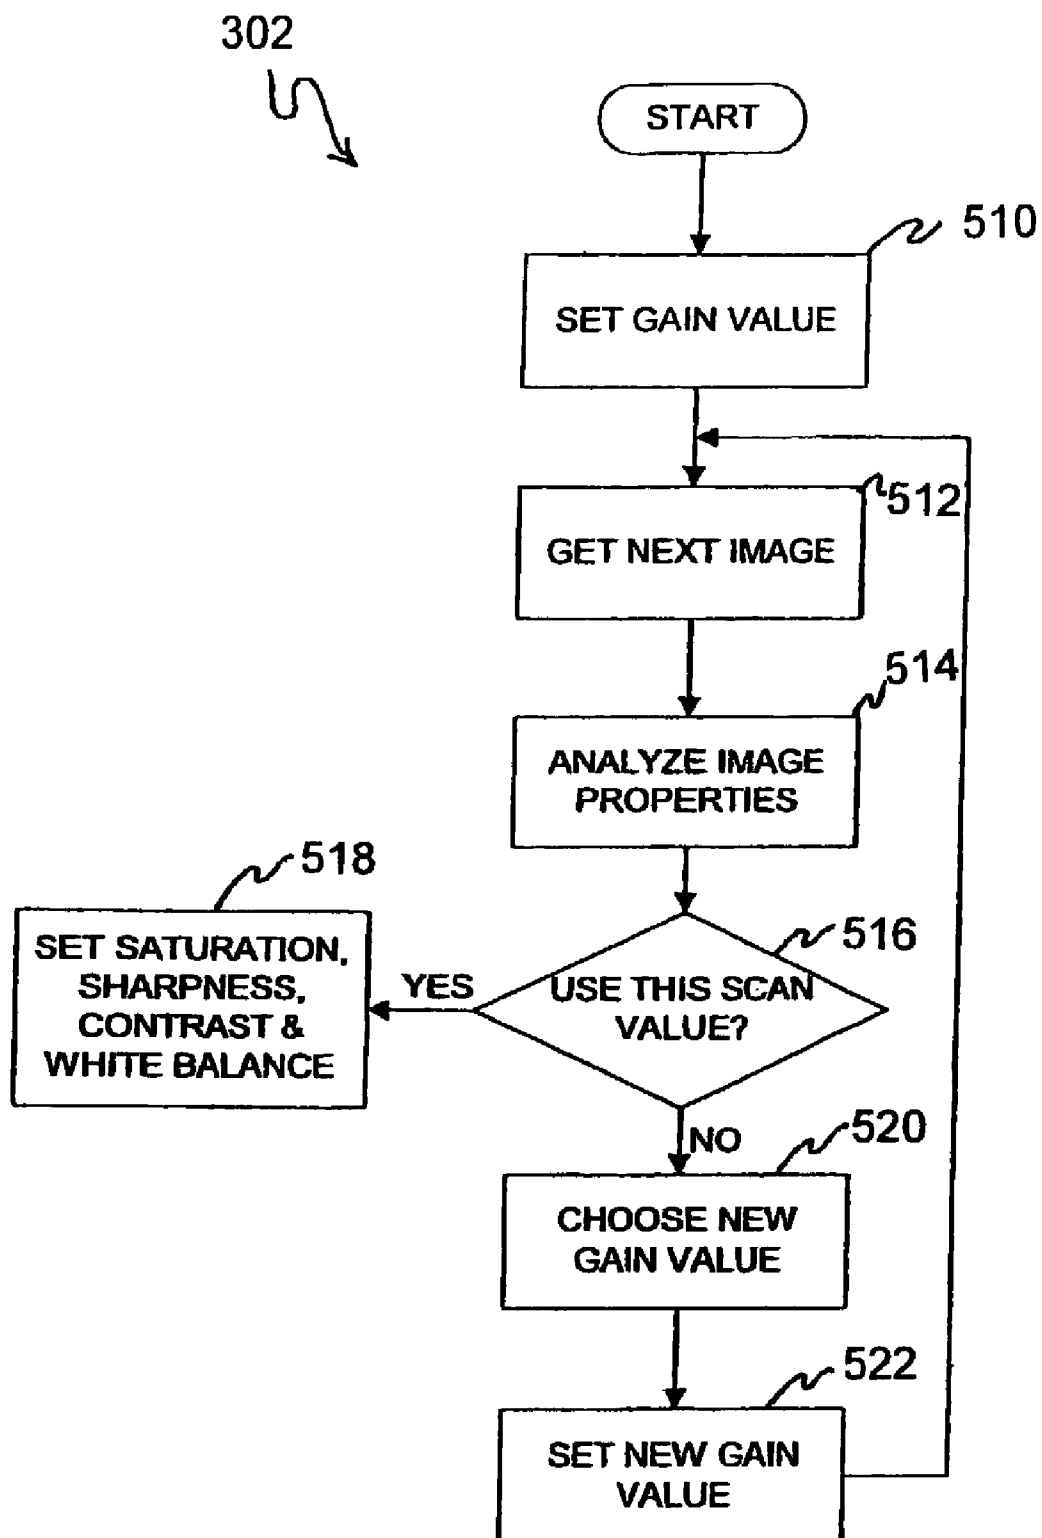 302
START
510
SET GAIN VALUE
512
GET NEXT IMAGE
514
ANALYZE IMAGE
PROPERTIES
518
SET SATURATION,
SHARPNESS,
CONTRAST &
WHITE BALANCE
YES
516
USE THIS SCAN
VALUE?
NO
520
CHOOSE NEW
GAIN VALUE
522
SET NEW GAIN
VALUE